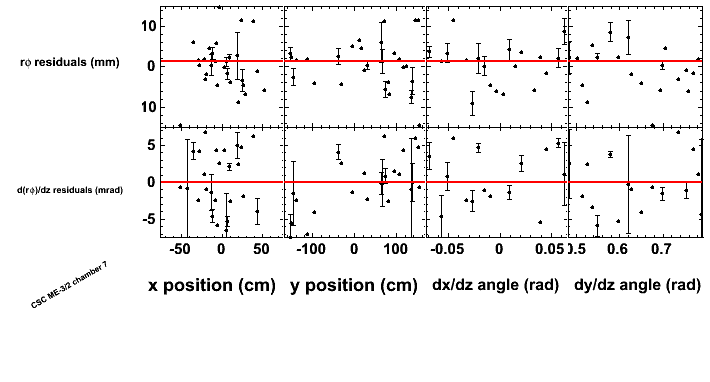 rϕ residuals (mm)
10
0
10
d(rϕ)/dz residuals (mrad)
5
0
-5
-50 0 50
-100 0 100
-0.05 0 0.05
0.5 0.6 0.7
x position (cm) y position (cm) dx/dz angle (rad) dy/dz angle (rad)
CSC ME-3/2 chamber 7